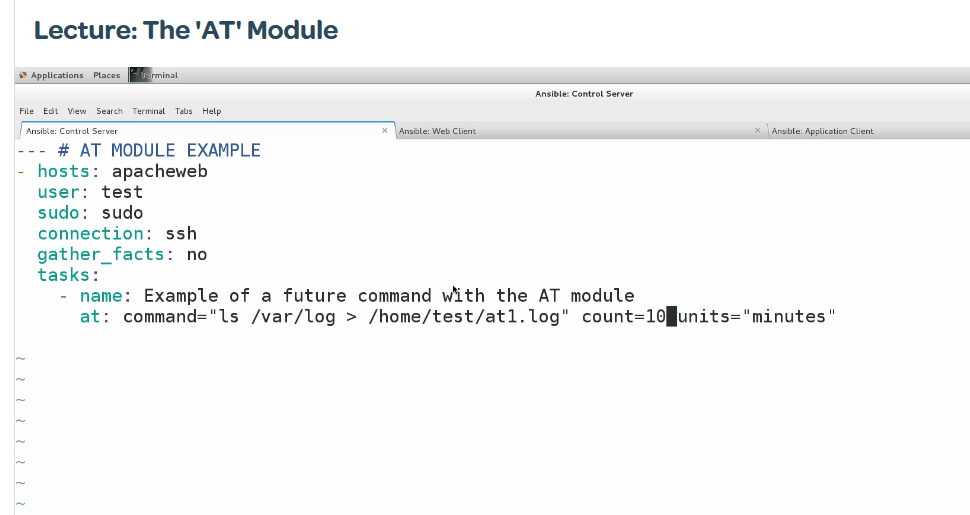 Lecture: The 'AT' Module
Applications Places Terminal
Ansible: Control Server
File Edit View Search Terminal Tabs Help
Ansible: Control Server × Ansible: Web Client × Ansible: Application Client
--- # AT MODULE EXAMPLE
- hosts: apacheweb
  user: test
  sudo: sudo
  connection: ssh
  gather_facts: no
  tasks:
    - name: Example of a future command with the AT module
      at: command="ls /var/log > /home/test/at1.log" count=10 units="minutes"
~
~
~
~
~
~
~
~